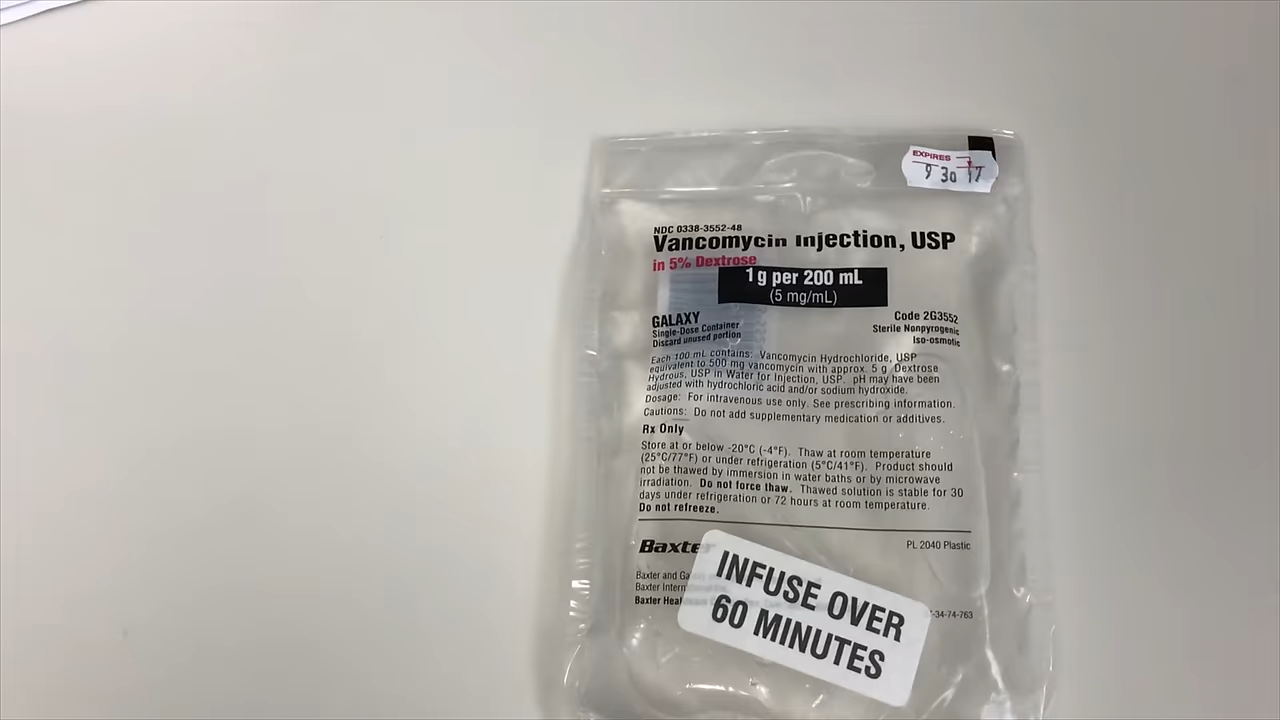 EXPIRES
9 30 17
NDC 0338-3552-48
Vancomycin Injection, USP
in 5% Dextrose
1 g per 200 mL
(5 mg/mL)
GALAXY
Single-Dose Container
Discard unused portion
Code 2G3552
Sterile Nonpyrogenic
Iso-osmotic
Each 100 mL contains: Vancomycin Hydrochloride, USP
equivalent to 500 mg vancomycin with approx. 5 g Dextrose
Hydrous, USP in Water for Injection, USP. pH may have been
adjusted with hydrochloric acid and/or sodium hydroxide.
Dosage: For intravenous use only. See prescribing information.
Cautions: Do not add supplementary medication or additives.
Rx Only
Store at or below -20°C (-4°F). Thaw at room temperature
(25°C/77°F) or under refrigeration (5°C/41°F). Product should
not be thawed by immersion in water baths or by microwave
irradiation. Do not force thaw. Thawed solution is stable for 30
days under refrigeration or 72 hours at room temperature.
Do not refreeze.
Baxter
PL 2040 Plastic
Baxter and
Baxter
Baxter
-34-74-763
INFUSE OVER
60 MINUTES